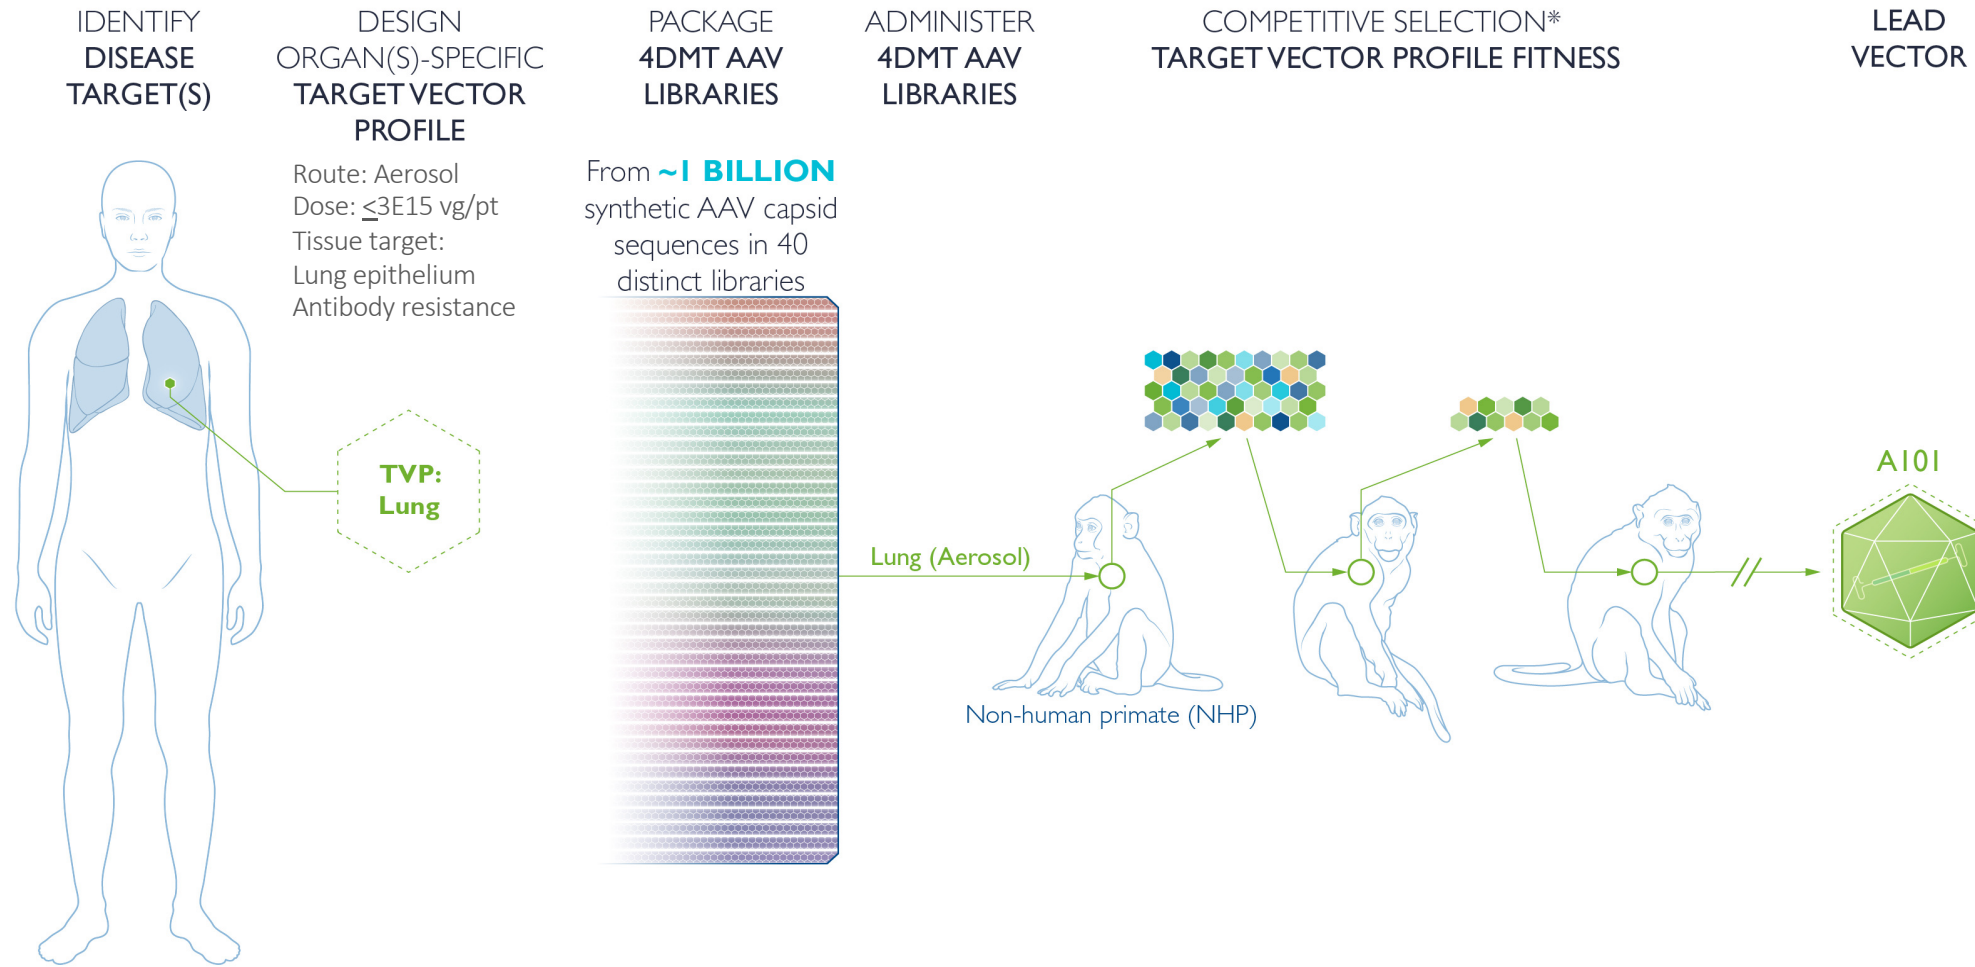 IDENTIFY
DISEASE
TARGET(S)
DESIGN
ORGAN(S)-SPECIFIC
TARGET VECTOR
PROFILE
Route: Aerosol
Dose: <3E15 vg/pt
Tissue target:
Lung epithelium
Antibody resistance
TVP:
Lung
PACKAGE
4DMT AAV
LIBRARIES
From ~1 BILLION
synthetic AAV capsid
sequences in 40
distinct libraries
ADMINISTER
4DMT AAV
LIBRARIES
Lung (Aerosol)
COMPETITIVE SELECTION*
TARGET VECTOR PROFILE FITNESS
Non-human primate (NHP)
LEAD
VECTOR
A101